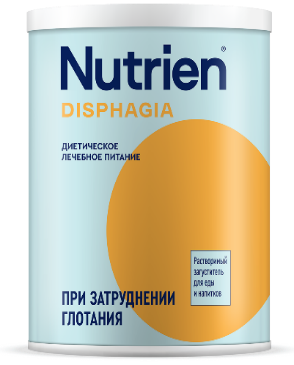 Nutrien®
DISPHAGIA
ДИЕТИЧЕСКОЕ
ЛЕЧЕБНОЕ ПИТАНИЕ
Растворимый
загуститель
для еды
и напитков
ПРИ ЗАТРУДНЕНИИ
ГЛОТАНИЯ